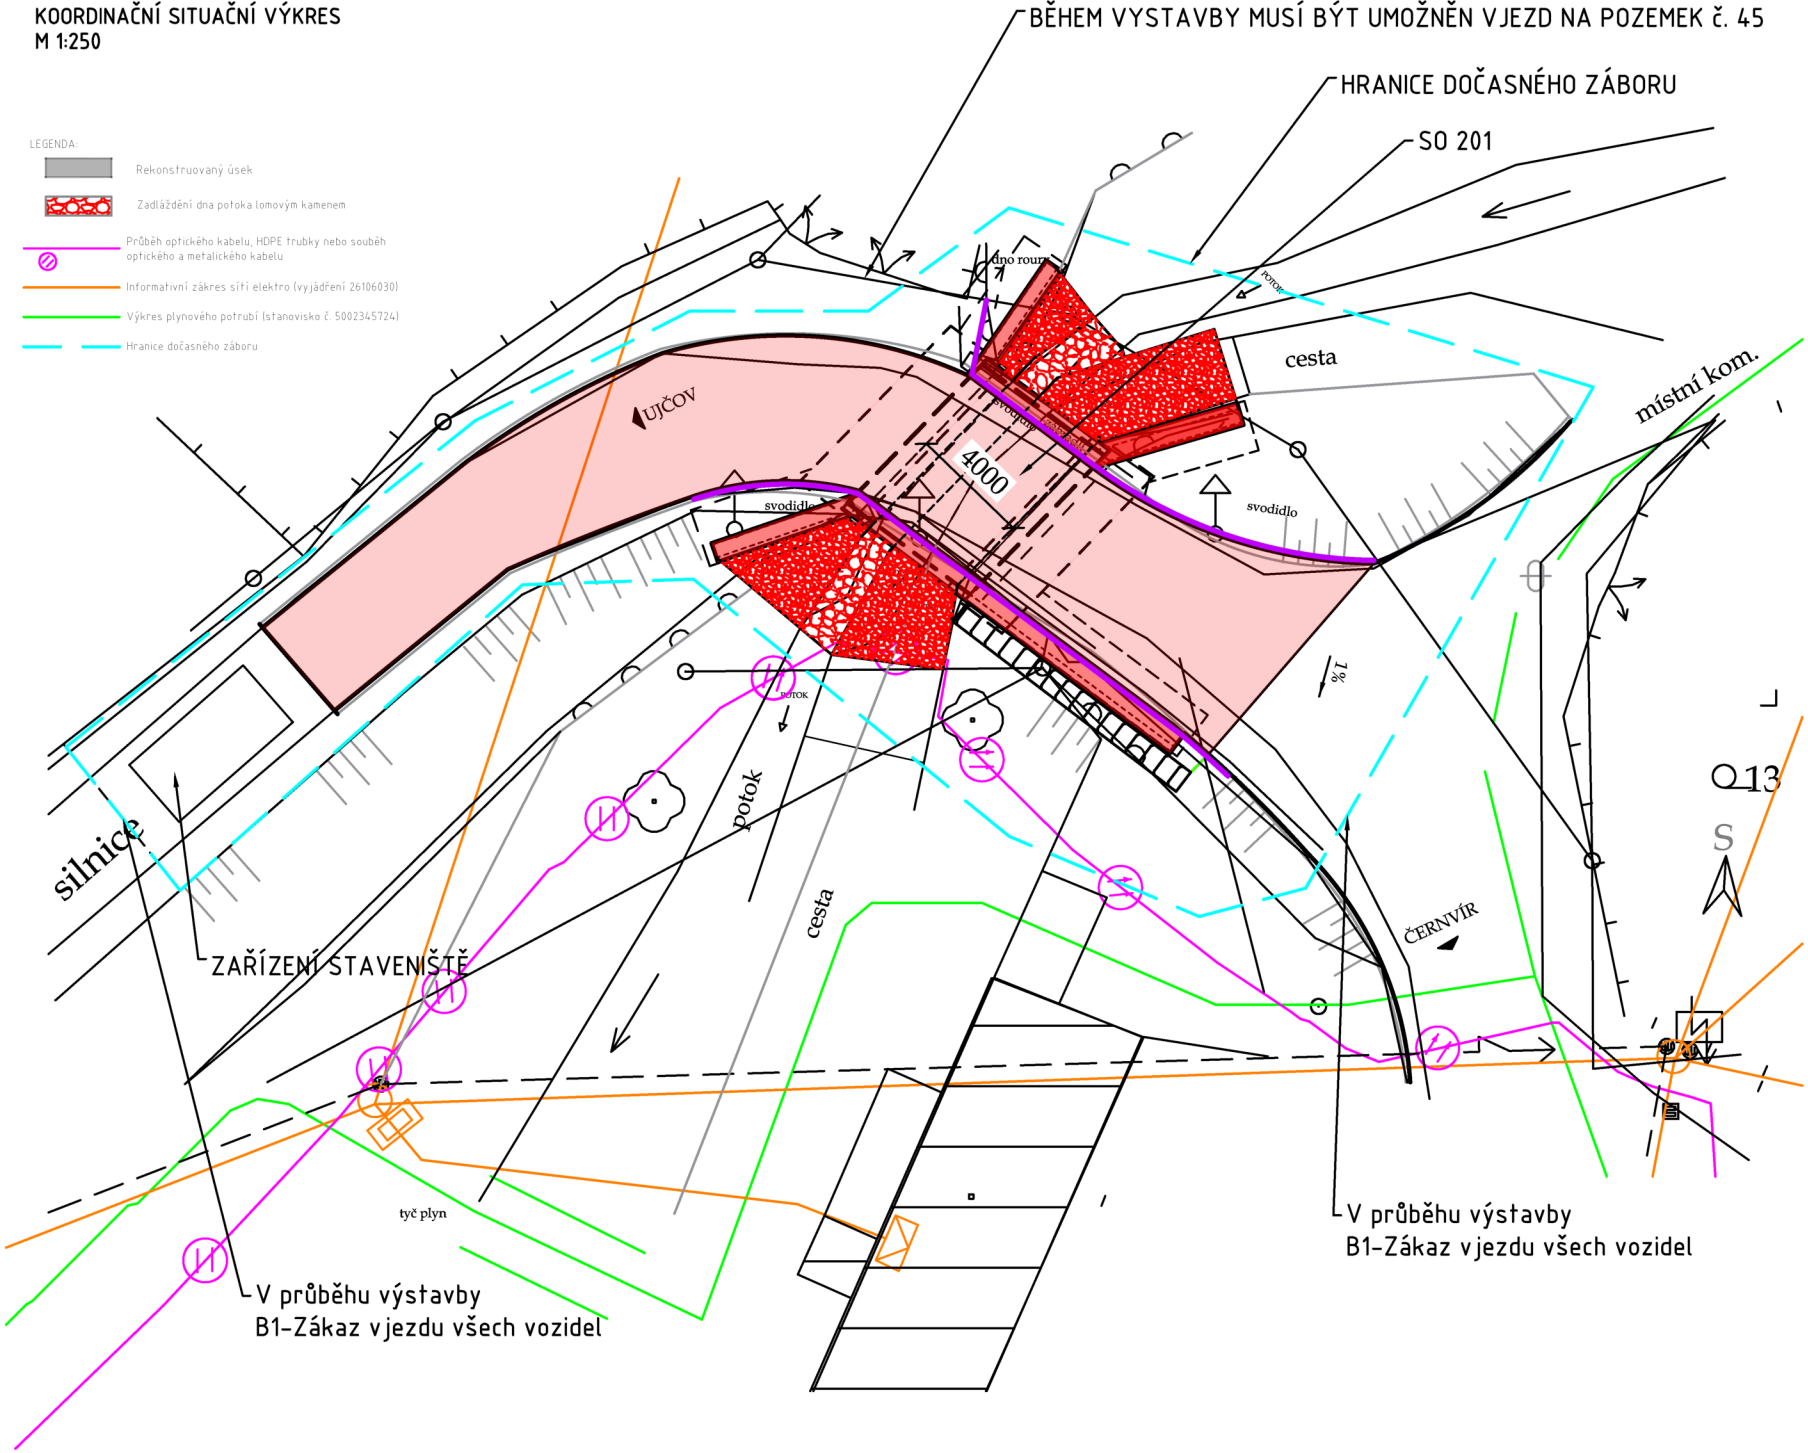 KOORDINAČNÍ SITUAČNÍ VÝKRES
M 1:250
BĚHEM VYSTAVBY MUSÍ BÝT UMOŽNĚN VJEZD NA POZEMEK č. 45
HRANICE DOČASNÉHO ZÁBORU
SO 201
LEGENDA:
Rekonstruovaný úsek
Zadláždění dna potoka lomovým kamenem
Průběh optického kabelu, HDPE trubky nebo souběh
optického a metalického kabelu
Informativní zákres sítí elektro (vyjádření 26106030)
Výkres plynového potrubí (stanovisko č. 5002345724)
Hranice dočasného záboru
dno roury
POTOK
cesta
místní kom.
UJČOV
svodidlo
4000
svodidlo
svodidlo
1%
POTOK
potok
13
S
silnice
cesta
ČERNVÍR
ZAŘÍZENÍ STAVENIŠTĚ
tyč plyn
V průběhu výstavby
B1-Zákaz vjezdu všech vozidel
V průběhu výstavby
B1-Zákaz vjezdu všech vozidel